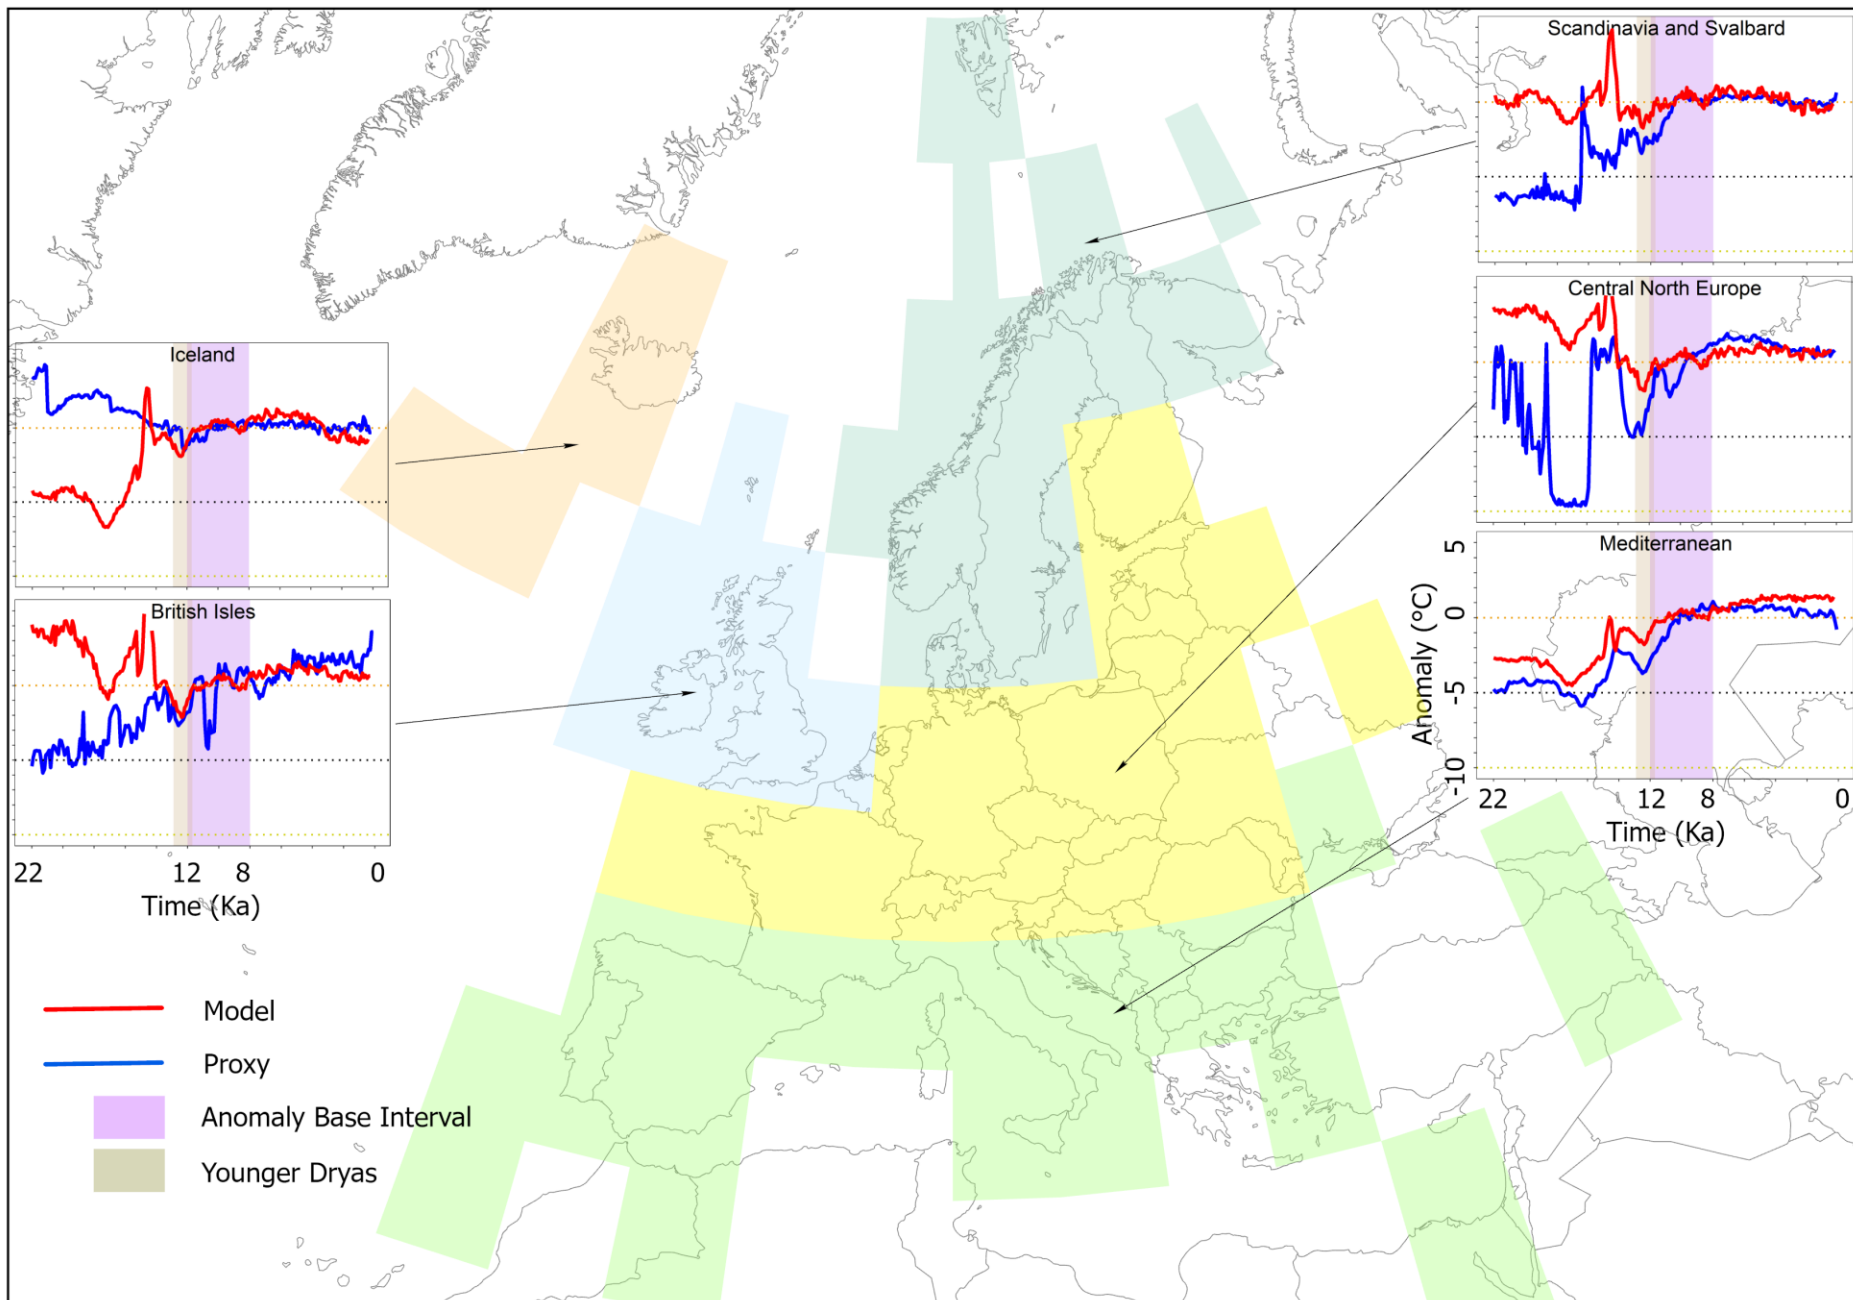 Scandinavia and Svalbard
Central North Europe
Iceland
British Isles
22 12 8 0
Time (Ka)
Mediterranean
Anomaly (°C)
5
0
-5
-10
22 12 8 0
Time (Ka)
Model
Proxy
Anomaly Base Interval
Younger Dryas